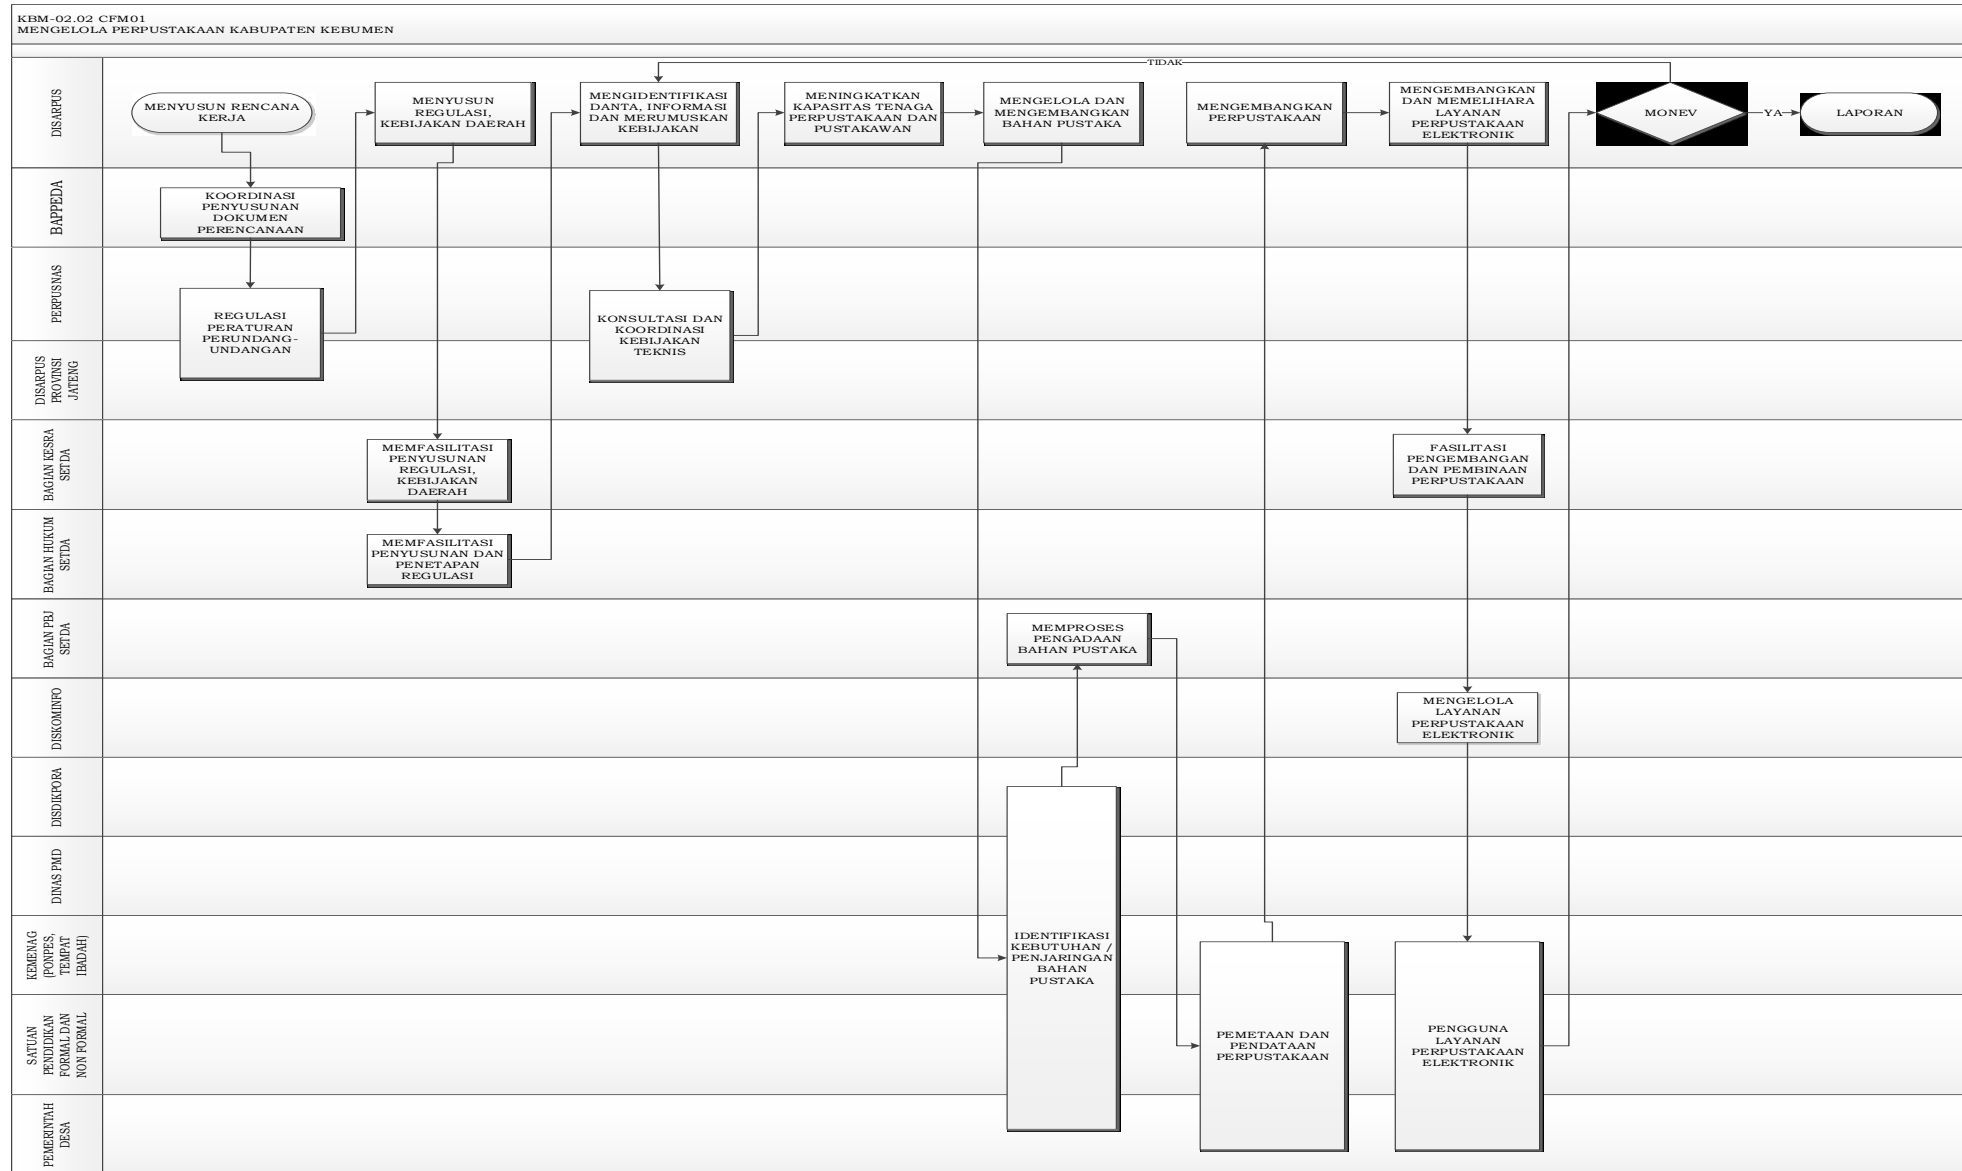 KBM-02.02 CFM01
MENGELOLA PERPUSTAKAAN KABUPATEN KEBUMEN
DISARPUS
MENYUSUN RENCANA
KERJA
MENYUSUN
REGULASI,
KEBIJAKAN DAERAH
MENGIDENTIFIKASI
DANTA, INFORMASI
DAN MERUMUSKAN
KEBIJAKAN
MENINGKATKAN
KAPASITAS TENAGA
PERPUSTAKAAN DAN
PUSTAKAWAN
MENGELOLA DAN
MENGEMBANGKAN
BAHAN PUSTAKA
MENGEMBANGKAN
PERPUSTAKAAN
MENGEMBANGKAN
DAN MEMELIHARA
LAYANAN
PERPUSTAKAAN
ELEKTRONIK
TIDAK
MONEV
YA
LAPORAN
BAPPEDA
KOORDINASI
PENYUSUNAN
DOKUMEN
PERENCANAAN
PERPUSNAS
REGULASI
PERATURAN
PERUNDANG-
UNDANGAN
KONSULTASI DAN
KOORDINASI
KEBIJAKAN
TEKNIS
DISARPUS
PROVINSI
JATENG
BAGIAN KESRA
SETDA
MEMFASILITASI
PENYUSUNAN
REGULASI,
KEBIJAKAN
DAERAH
FASILITASI
PENGEMBANGAN
DAN PEMBINAAN
PERPUSTAKAAN
BAGIAN HUKUM
SETDA
MEMFASILITASI
PENYUSUNAN DAN
PENETAPAN
REGULASI
BAGIAN PBJ
SETDA
MEMPROSES
PENGADAAN
BAHAN PUSTAKA
DISKOMINFO
MENGELOLA
LAYANAN
PERPUSTAKAAN
ELEKTRONIK
DISDIKPORA
DINAS PMD
KEMENAG
(PONPES,
TEMPAT
IBADAH)
IDENTIFIKASI
KEBUTUHAN /
PENJARINGAN
BAHAN
PUSTAKA
SATUAN
PENDIDIKAN
FORMAL DAN
NON FORMAL
PEMETAAN DAN
PENDATAAN
PERPUSTAKAAN
PENGGUNA
LAYANAN
PERPUSTAKAAN
ELEKTRONIK
PEMERINTAH
DESA